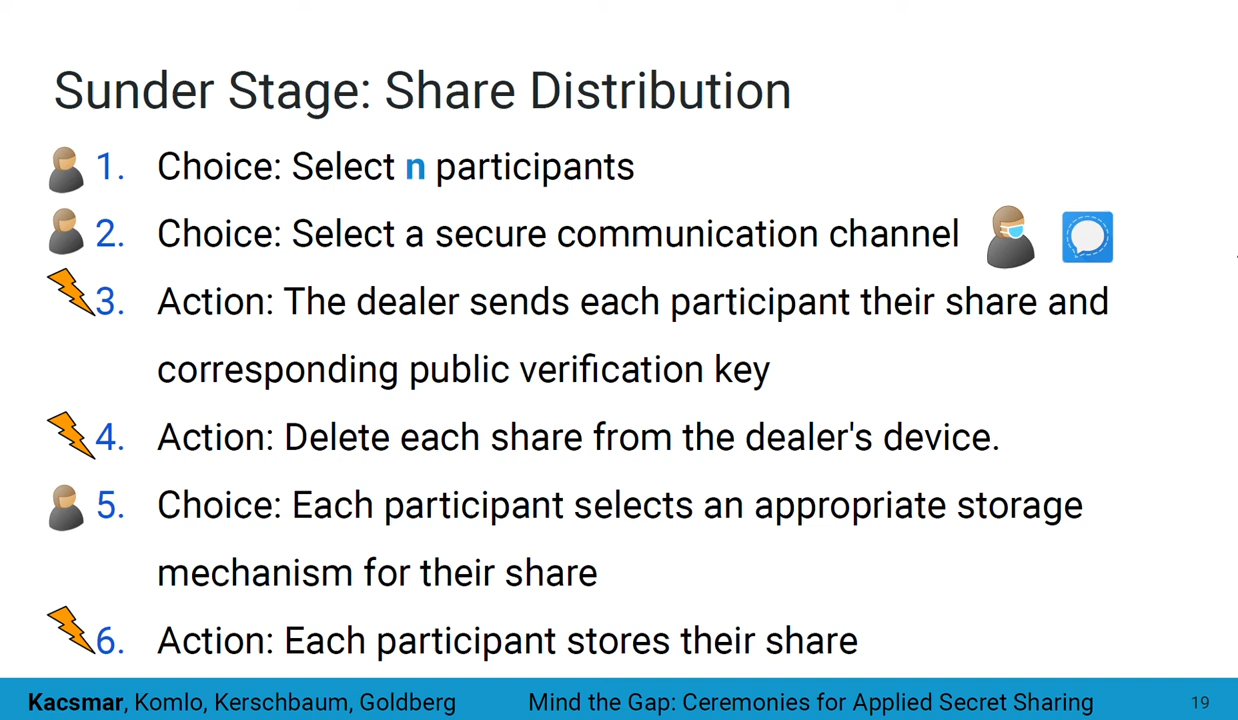 Sunder Stage: Share Distribution
1. Choice: Select n participants
2. Choice: Select a secure communication channel
3. Action: The dealer sends each participant their share and
corresponding public verification key
4. Action: Delete each share from the dealer's device.
5. Choice: Each participant selects an appropriate storage
mechanism for their share
6. Action: Each participant stores their share
Kacsmar, Komlo, Kerschbaum, Goldberg Mind the Gap: Ceremonies for Applied Secret Sharing 19